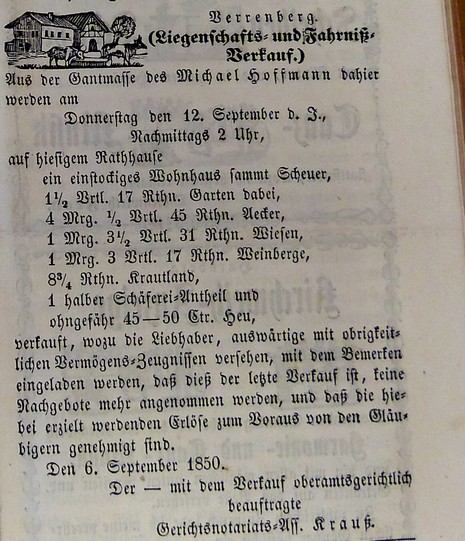 Verrenberg.
(Liegenschafts- und Fahrniß-
Verkauf.)
Aus der Gantmasse des Michael Hoffmann dahier
werden am
Donnerstag den 12. September d. J.,
Nachmittags 2 Uhr,
auf hiesigem Rathhause
ein einstockiges Wohnhaus sammt Scheuer,
1½ Vrtl. 17 Rthn. Garten dabei,
4 Mrg. ½ Vrtl. 45 Rthn. Aecker,
1 Mrg. 3½ Vrtl. 31 Rthn. Wiesen,
1 Mrg. 3 Vrtl. 17 Rthn. Weinberge,
8¾ Rthn. Krautland,
1 halber Schäferei-Antheil und
ohngefähr 45—50 Ctr. Heu,
verkauft, wozu die Liebhaber, auswärtige mit obrigkeit-
lichen Vermögens-Zeugnissen versehen, mit dem Bemerken
eingeladen werden, daß dieß der letzte Verkauf ist, keine
Nachgebote mehr angenommen werden, und daß die hie-
bei erzielt werdenden Erlöse zum Voraus von den Gläu-
bigern genehmigt sind.
Den 6. September 1850.
Der — mit dem Verkauf oberamtsgerichtlich
beauftragte
Gerichtsnotariats-Ass. Krauß.